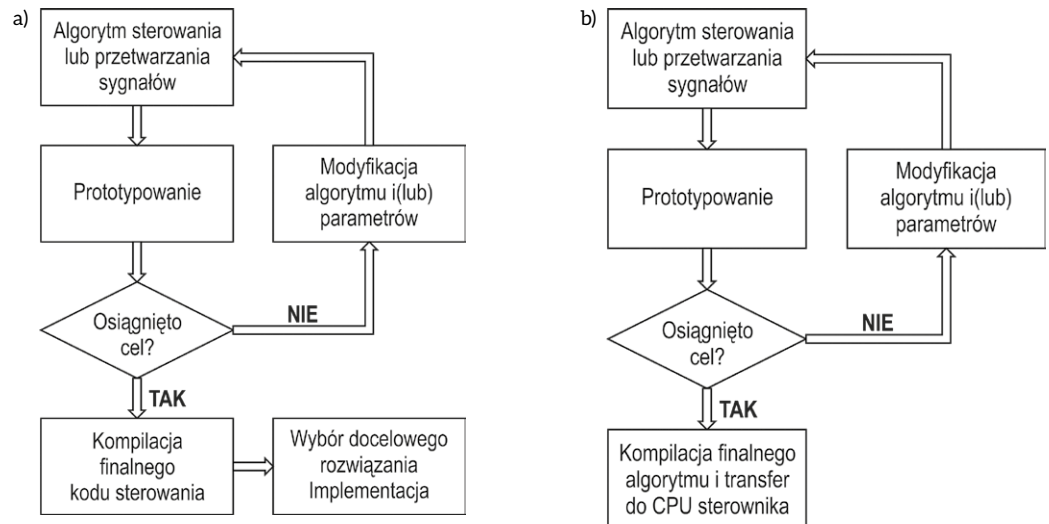 a)
Algorytm sterowania
lub przetwarzania
sygnałów
Prototypowanie
Modyfikacja
algorytmu i(lub)
parametrów
Osiągnięto
cel?
NIE
TAK
Kompilacja
finalnego
kodu sterowania
Wybór docelowego
rozwiązania
Implementacja
b)
Algorytm sterowania
lub przetwarzania
sygnałów
Prototypowanie
Modyfikacja
algorytmu i(lub)
parametrów
Osiągnięto
cel?
NIE
TAK
Kompilacja finalnego
algorytmu i transfer
do CPU sterownika